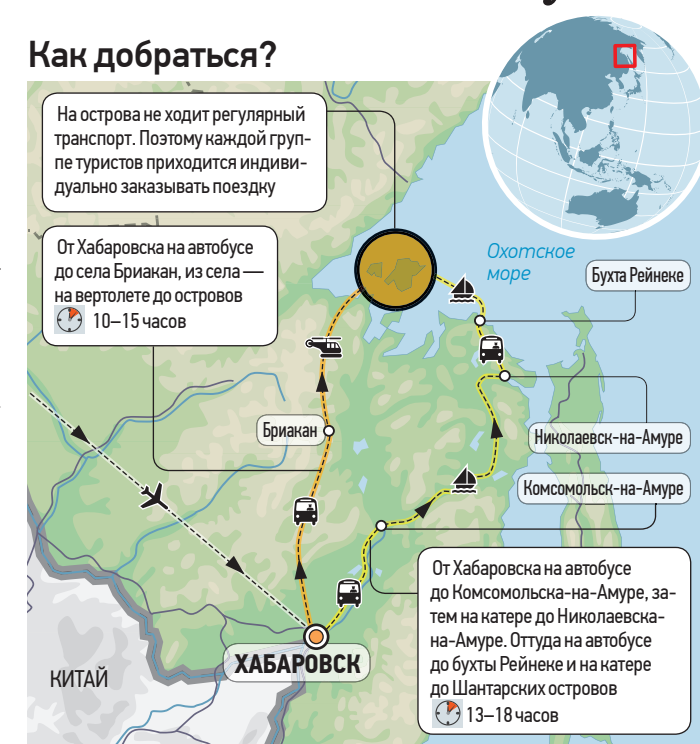 Как добраться?
На острова не ходит регулярный
транспорт. Поэтому каждой груп-
пе туристов приходится индиви-
дуально заказывать поездку
От Хабаровска на автобусе
до села Бриакан, из села —
на вертолете до островов
10–15 часов
Охотское
море
Бухта Рейнеке
Бриакан
Николаевск-на-Амуре
Комсомольск-на-Амуре
От Хабаровска на автобусе
до Комсомольска-на-Амуре, за-
тем на катере до Николаевска-
на-Амуре. Оттуда на автобусе
до бухты Рейнеке и на катере
до Шантарских островов
13–18 часов
ХАБАРОВСК
КИТАЙ